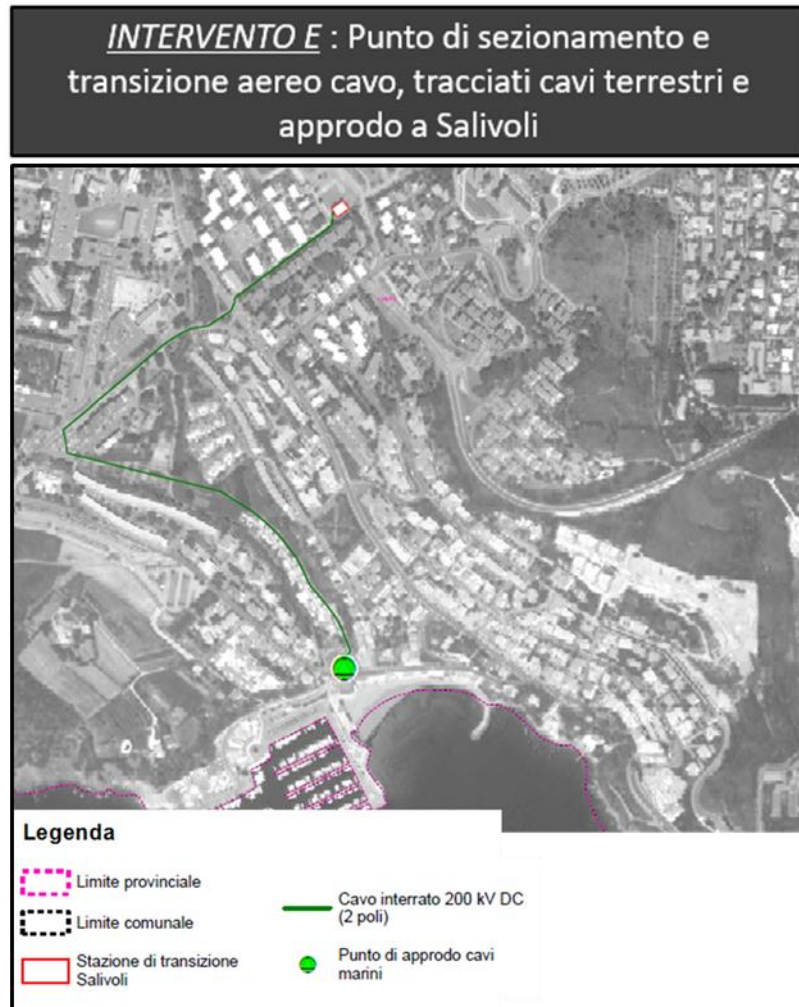 INTERVENTO E : Punto di sezionamento e
transizione aereo cavo, tracciati cavi terrestri e
approdo a Salivoli
Legenda
Limite provinciale
Limite comunale
Stazione di transizione
Salivoli
Cavo interrato 200 kV DC
(2 poli)
Punto di approdo cavi
marini